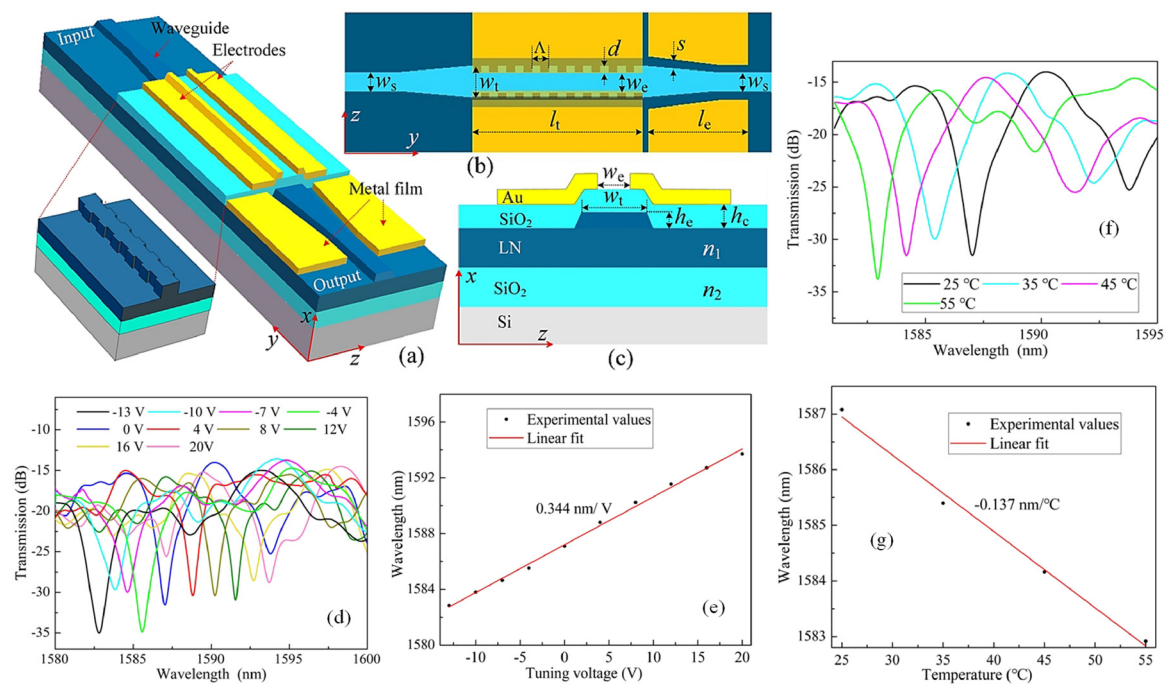 Input
Waveguide
Electrodes
Metal film
Output
x
y
z
(a)
Λ
d
s
ws
wt
we
ws
lt
le
z
y
(b)
we
Au
wt
SiO2
he
hc
LN
n1
x
SiO2
n2
Si
z
(c)
Transmission (dB)
-15
-20
-25
-30
-35
(f)
25 ℃
35 ℃
45 ℃
55 ℃
1585
1590
1595
Wavelength (nm)
-13 V
-10 V
-7 V
-4 V
0 V
4 V
8 V
12V
16 V
20V
Transmission (dB)
-10
-15
-20
-25
-30
-35
(d)
1580
1585
1590
1595
1600
Wavelength (nm)
Wavelength (nm)
1596
1592
1588
1584
1580
Experimental values
Linear fit
0.344 nm/ V
(e)
-10
-5
0
5
10
15
20
Tuning voltage (V)
Wavelength (nm)
1587
1586
1585
1584
1583
Experimental values
Linear fit
-0.137 nm/℃
(g)
25
30
35
40
45
50
55
Temperature (℃)